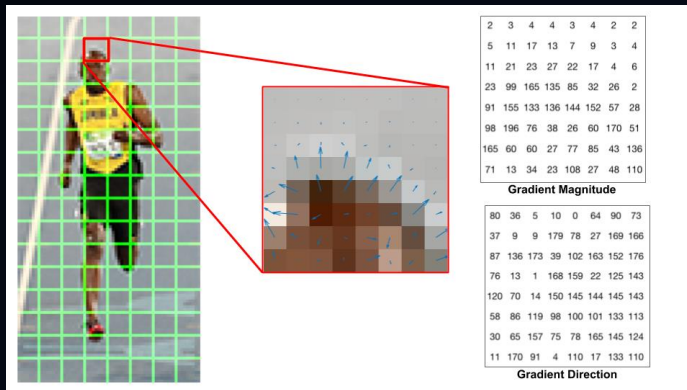 2 3 4 4 3 4 2 2
5 11 17 13 7 9 3 4
11 21 23 27 22 17 4 6
23 99 165 135 85 32 26 2
91 155 133 136 144 152 57 28
98 196 76 38 26 60 170 51
165 60 60 27 77 85 43 136
71 13 34 23 108 27 48 110
Gradient Magnitude
80 36 5 10 0 64 90 73
37 9 9 179 78 27 169 166
87 136 173 39 102 163 152 176
76 13 1 168 159 22 125 143
120 70 14 150 145 144 145 143
58 86 119 98 100 101 133 113
30 65 157 75 78 165 145 124
11 170 91 4 110 17 133 110
Gradient Direction